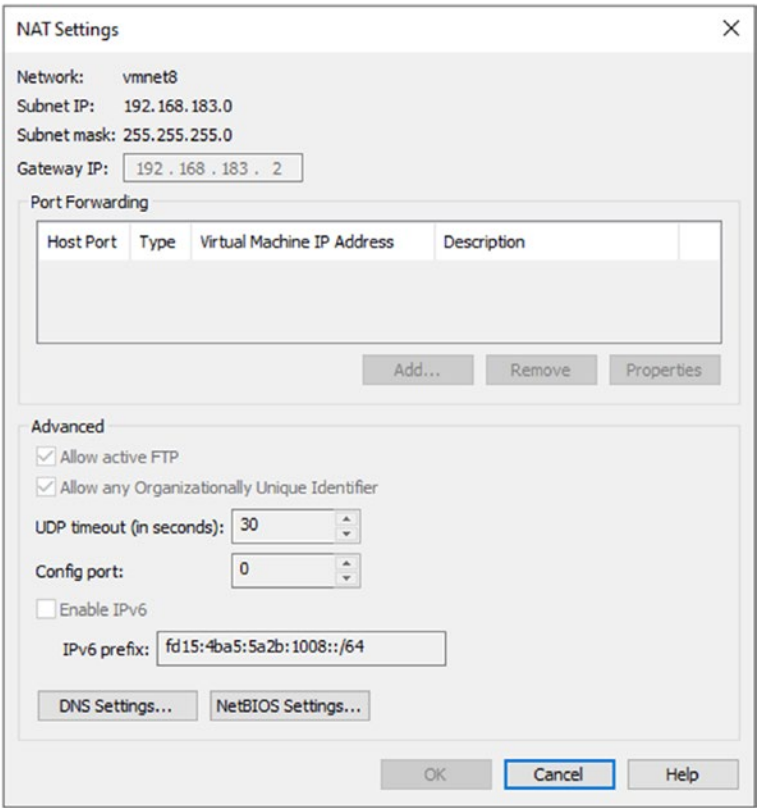 NAT Settings
Network: vmnet8
Subnet IP: 192.168.183.0
Subnet mask: 255.255.255.0
Gateway IP: 192 . 168 . 183 . 2
Port Forwarding
Host Port Type Virtual Machine IP Address Description
Add... Remove Properties
Advanced
Allow active FTP
Allow any Organizationally Unique Identifier
UDP timeout (in seconds): 30
Config port: 0
Enable IPv6
IPv6 prefix: fd15:4ba5:5a2b:1008::/64
DNS Settings... NetBIOS Settings...
OK Cancel Help